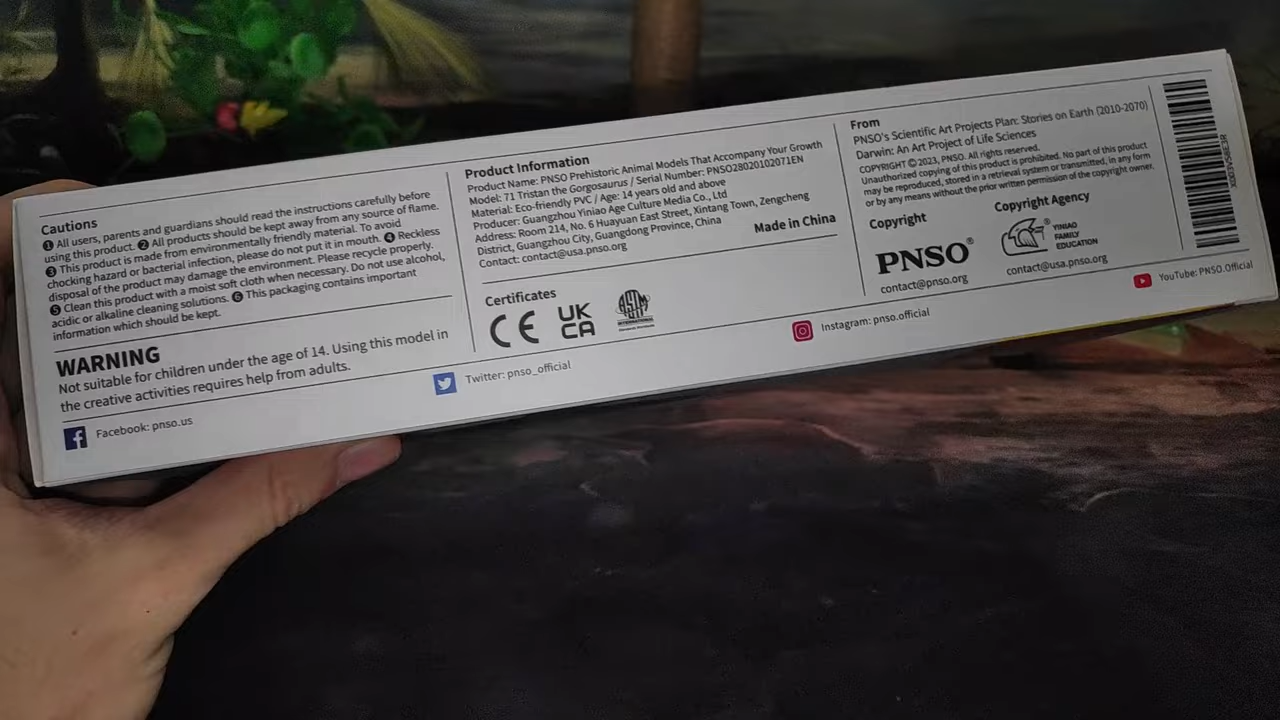 Cautions
❶ All users, parents and guardians should read the instructions carefully before
using this product. ❷ All products should be kept away from any source of flame.
❸ This product is made from environmentally friendly material. To avoid
chocking hazard or bacterial infection, please do not put it in mouth. ❹ Reckless
disposal of the product may damage the environment. Please recycle properly.
❺ Clean this product with a moist soft cloth when necessary. Do not use alcohol,
acidic or alkaline cleaning solutions. ❻ This packaging contains important
information which should be kept.
WARNING
Not suitable for children under the age of 14. Using this model in
the creative activities requires help from adults.
Product Information
Product Name: PNSO Prehistoric Animal Models That Accompany Your Growth
Model: 71 Tristan the Gorgosaurus / Serial Number: PNSO28020102071EN
Material: Eco-friendly PVC / Age: 14 years old and above
Producer: Guangzhou Yiniao Age Culture Media Co., Ltd
Address: Room 214, No. 6 Huayuan East Street, Xintang Town, Zengcheng
District, Guangzhou City, Guangdong Province, China
Contact: contact@usa.pnso.org
Made in China
Certificates
CE
UK
CA
ASTM
INTERNATIONAL
From
PNSO's Scientific Art Projects Plan: Stories on Earth (2010-2070)
Darwin: An Art Project of Life Sciences
COPYRIGHT © 2023, PNSO. All rights reserved.
Unauthorized copying of this product is prohibited. No part of this product
may be reproduced, stored in a retrieval system or transmitted, in any form
or by any means without the prior written permission of the copyright owner.
Copyright
PNSO®
contact@pnso.org
Copyright Agency
YINIAO
FAMILY
EDUCATION
contact@usa.pnso.org
Facebook: pnso.us
Twitter: pnso_official
Instagram: pnso.official
YouTube: PNSO.Official